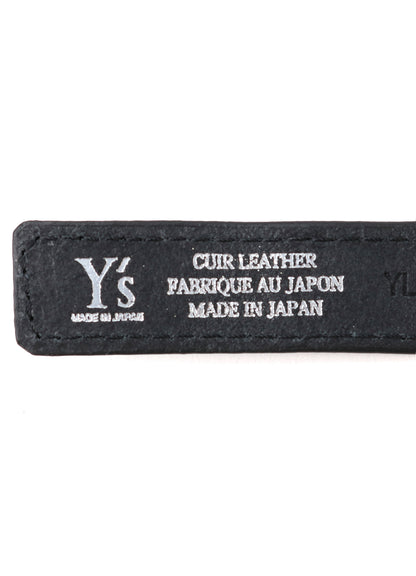 Y's
MADE IN JAPAN
CUIR LEATHER
FABRIQUE AU JAPON
MADE IN JAPAN